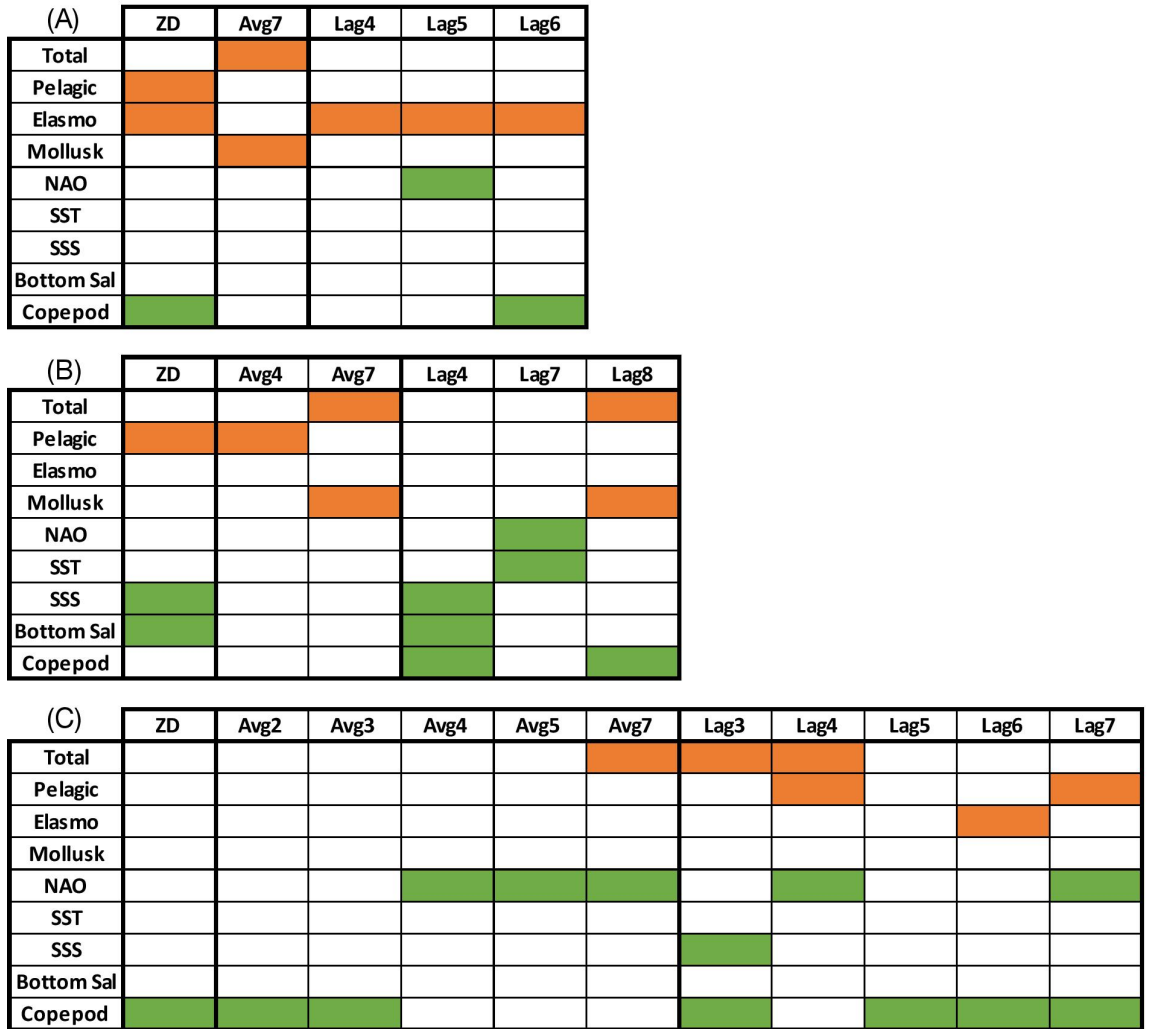 (A) ZD Avg7 Lag4 Lag5 Lag6
Total
Pelagic
Elasmo
Mollusk
NAO
SST
SSS
Bottom Sal
Copepod
(B) ZD Avg4 Avg7 Lag4 Lag7 Lag8
Total
Pelagic
Elasmo
Mollusk
NAO
SST
SSS
Bottom Sal
Copepod
(C) ZD Avg2 Avg3 Avg4 Avg5 Avg7 Lag3 Lag4 Lag5 Lag6 Lag7
Total
Pelagic
Elasmo
Mollusk
NAO
SST
SSS
Bottom Sal
Copepod